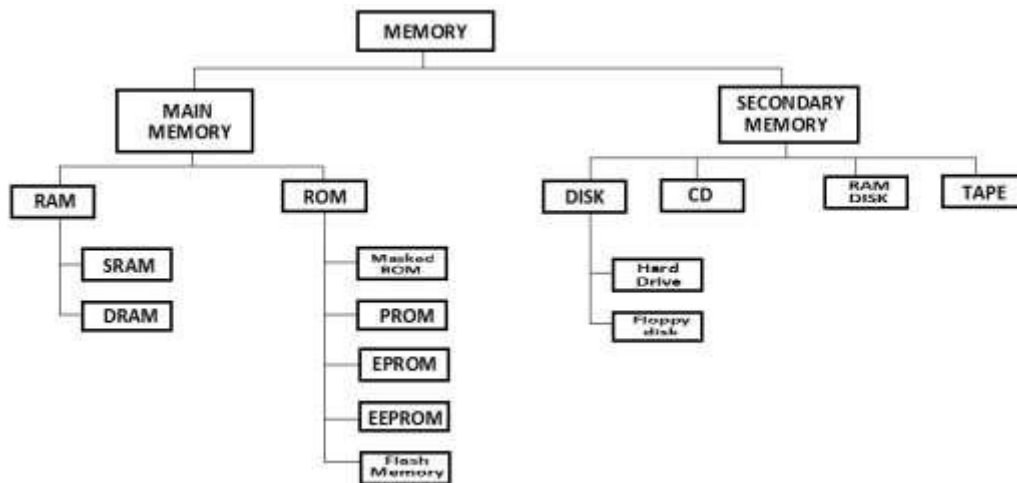 MEMORY
MAIN
MEMORY
SECONDARY
MEMORY
RAM
ROM
DISK
CD
RAM
DISK
TAPE
SRAM
DRAM
Masked
ROM
PROM
EPROM
EEPROM
Flash
Memory
Hard
Drive
Floppy
disk